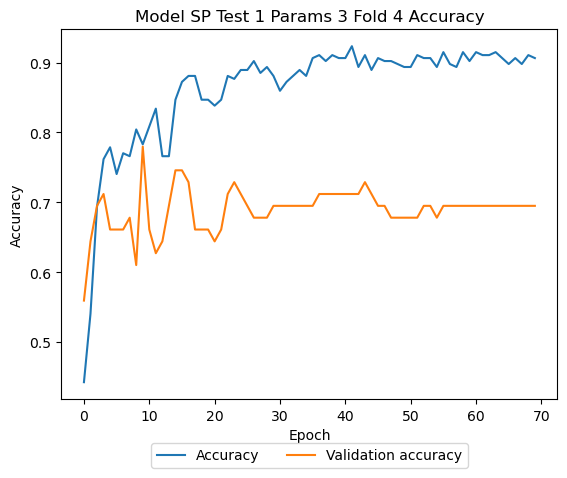 Model SP Test 1 Params 3 Fold 4 Accuracy
0.9
0.8
0.7
0.6
0.5
Accuracy
0 10 20 30 40 50 60 70
Epoch
Accuracy Validation accuracy